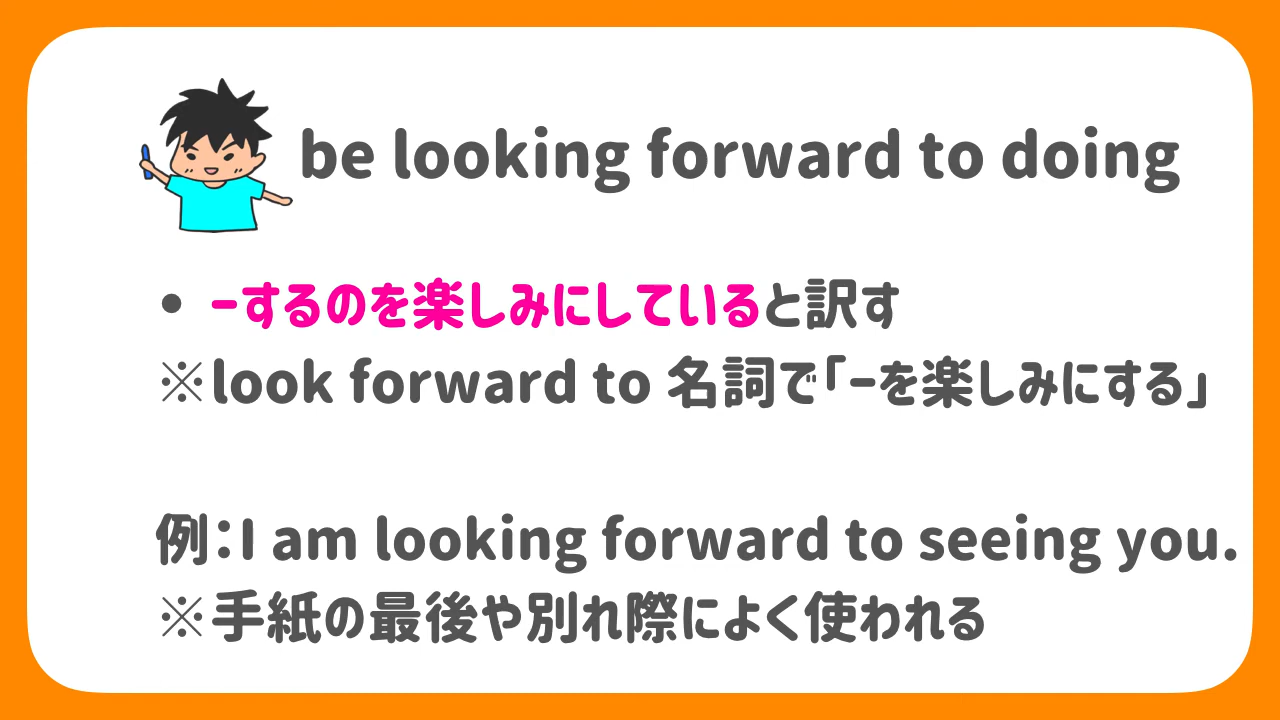 be looking forward to doing
• −するのを楽しみにしていると訳す
※look forward to 名詞で「−を楽しみにする」
例：I am looking forward to seeing you.
※手紙の最後や別れ際によく使われる